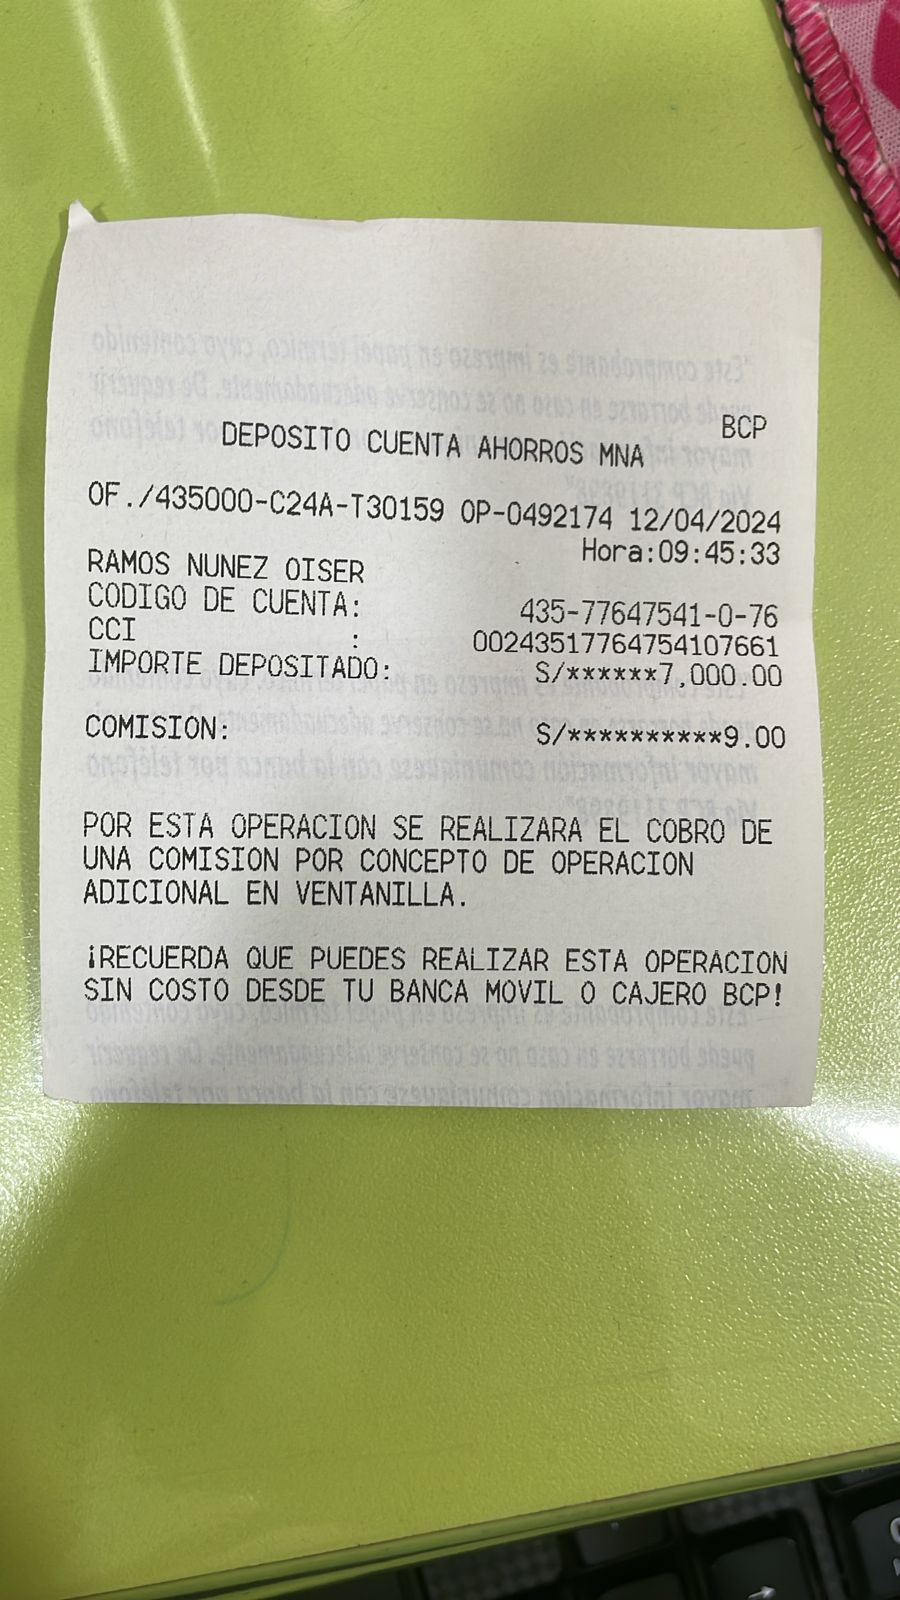 BCP
DEPOSITO CUENTA AHORROS MNA
OF./435000-C24A-T30159 OP-0492174 12/04/2024
Hora:09:45:33
RAMOS NUNEZ OISER
CODIGO DE CUENTA: 435-77647541-0-76
CCI : 00243517764754107661
IMPORTE DEPOSITADO: S/******7,000.00
COMISION: S/**********9.00
POR ESTA OPERACION SE REALIZARA EL COBRO DE
UNA COMISION POR CONCEPTO DE OPERACION
ADICIONAL EN VENTANILLA.
¡RECUERDA QUE PUEDES REALIZAR ESTA OPERACION
SIN COSTO DESDE TU BANCA MOVIL O CAJERO BCP!